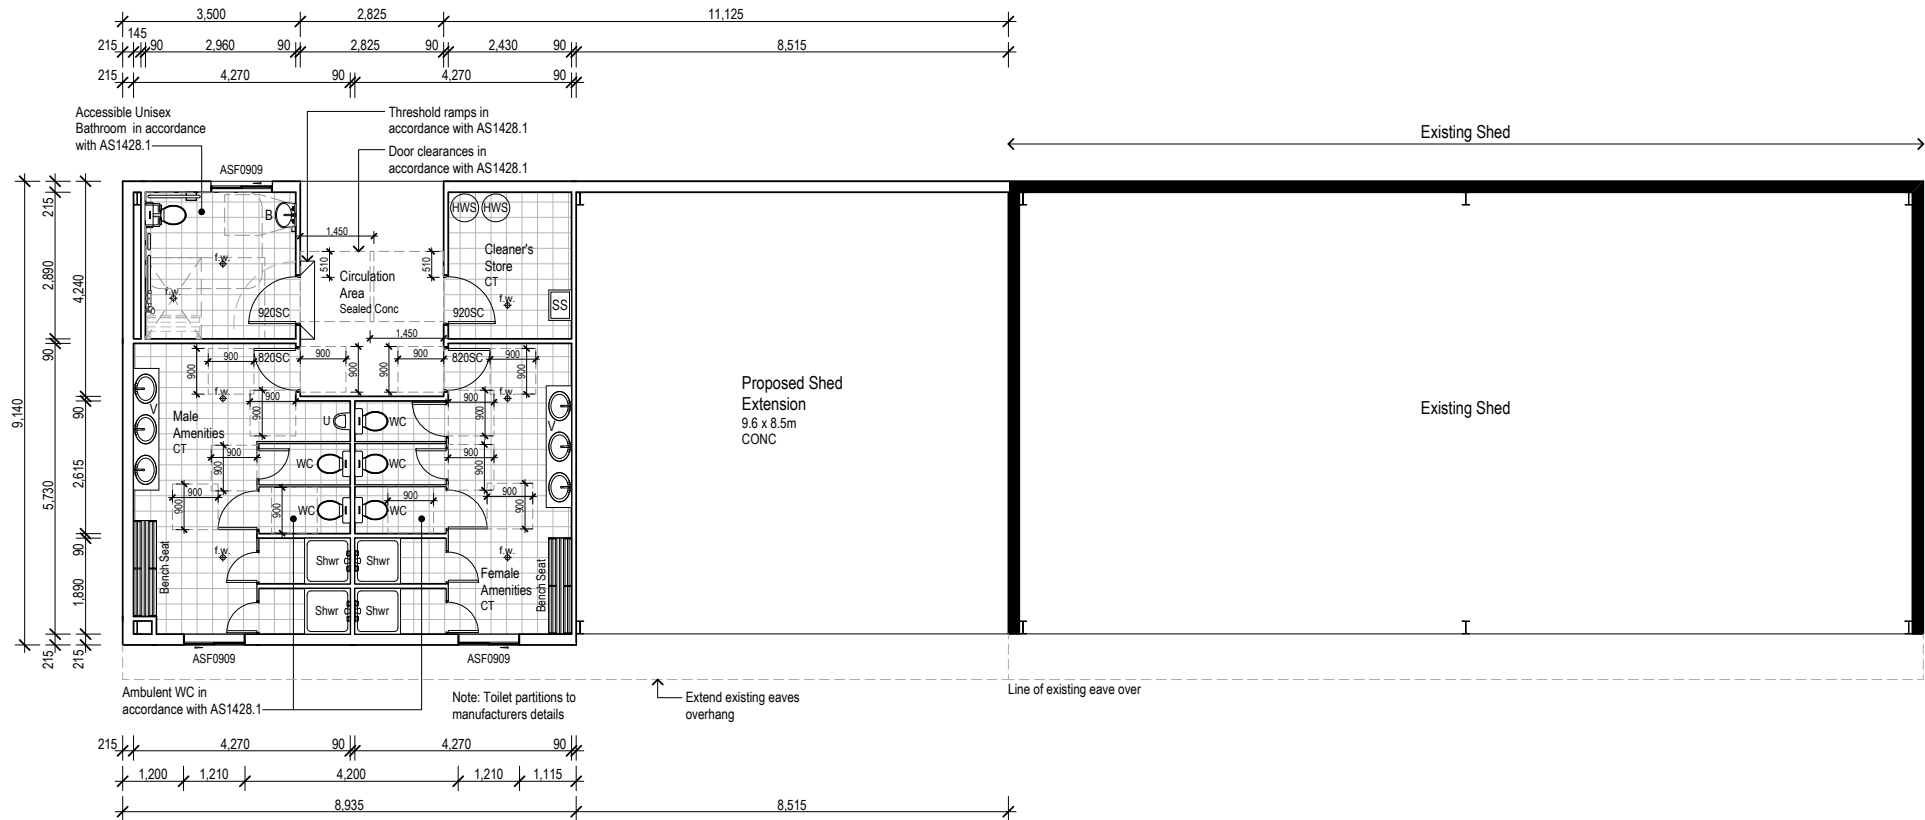 3,500
2,825
11,125
215
145
90
2,960
90
2,825
90
2,430
90
8,515
215
4,270
90
4,270
90
Accessible Unisex
Bathroom in accordance
with AS1428.1
Threshold ramps in
accordance with AS1428.1
Door clearances in
accordance with AS1428.1
ASF0909
Existing Shed
9,140
215
2,890
90
5,730
215
4,240
90
2,615
90
1,890
215
B
f.w.
f.w.
920SC
1,450
510
510
Circulation
Area
Sealed Conc
1,450
HWS
HWS
Cleaner's
Store
CT
f.w.
SS
920SC
900
900
820SC
900
900
900
900
820SC
900
900
f.w.
900
900
900
900
f.w.
V
Male
Amenities
CT
U
WC
V
900
900
WC
WC
900
900
900
900
WC
900
900
WC
900
900
f.w.
Bench Seat
Shwr
Shwr
f.w.
Female
Amenities
CT
Bench Seat
Shwr
Shwr
Proposed Shed
Extension
9.6 x 8.5m
CONC
Existing Shed
ASF0909
ASF0909
Ambulent WC in
accordance with AS1428.1
Note: Toilet partitions to
manufacturers details
Extend existing eaves
overhang
Line of existing eave over
215
4,270
90
4,270
90
1,200
1,210
4,200
1,210
1,115
8,935
8,515